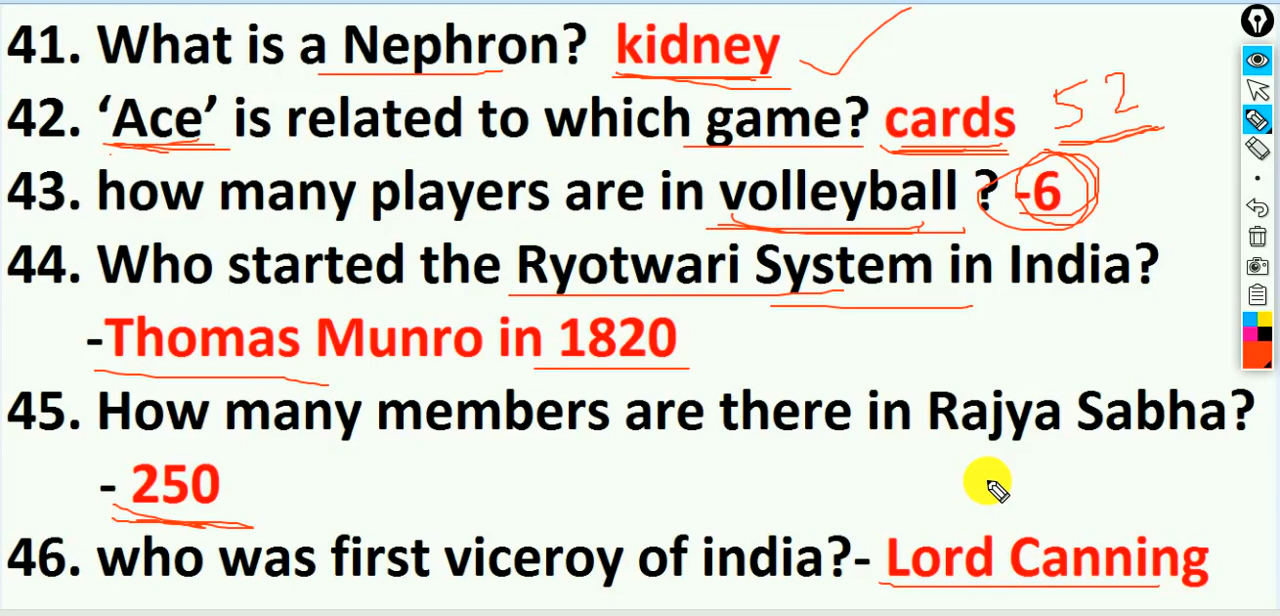 41. What is a Nephron? kidney
42. ‘Ace’ is related to which game? cards 52
43. how many players are in volleyball ? -6
44. Who started the Ryotwari System in India?
-Thomas Munro in 1820
45. How many members are there in Rajya Sabha?
- 250
46. who was first viceroy of india?- Lord Canning